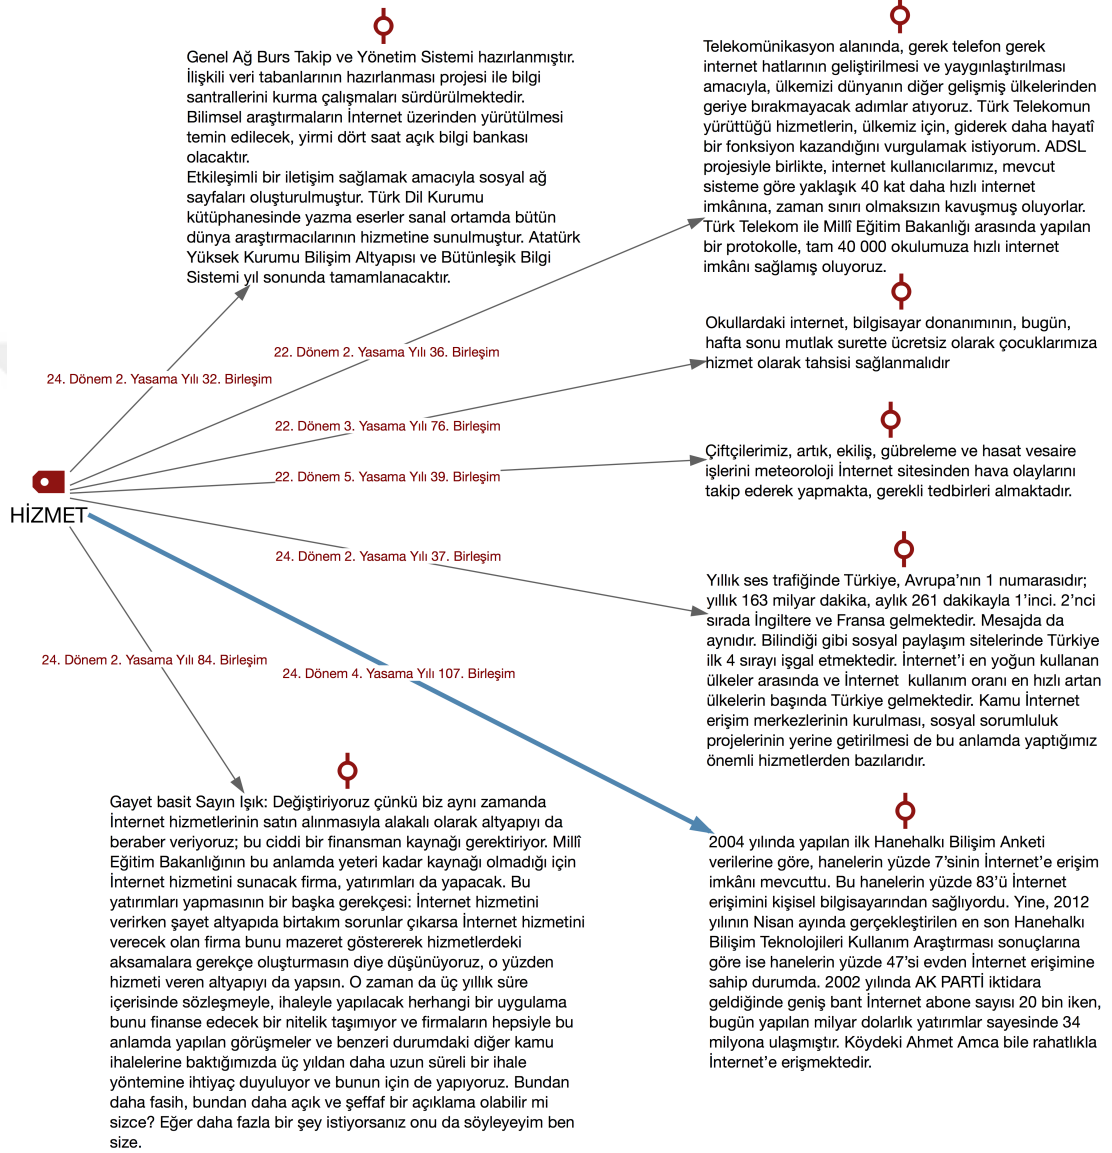 Genel Ağ Burs Takip ve Yönetim Sistemi hazırlanmıştır.
İlişkili veri tabanlarının hazırlanması projesi ile bilgi
santrallerini kurma çalışmaları sürdürülmektedir.
Bilimsel araştırmaların İnternet üzerinden yürütülmesi
temin edilecek, yirmi dört saat açık bilgi bankası
olacaktır.
Etkileşimli bir iletişim sağlamak amacıyla sosyal ağ
sayfaları oluşturulmuştur. Türk Dil Kurumu
kütüphanesinde yazma eserler sanal ortamda bütün
dünya araştırmacılarının hizmetine sunulmuştur. Atatürk
Yüksek Kurumu Bilişim Altyapısı ve Bütünleşik Bilgi
Sistemi yıl sonunda tamamlanacaktır.
Telekomünikasyon alanında, gerek telefon gerek
internet hatlarının geliştirilmesi ve yaygınlaştırılması
amacıyla, ülkemizi dünyanın diğer gelişmiş ülkelerinden
geriye bırakmayacak adımlar atıyoruz. Türk Telekomun
yürüttüğü hizmetlerin, ülkemiz için, giderek daha hayatî
bir fonksiyon kazandığını vurgulamak istiyorum. ADSL
projesiyle birlikte, internet kullanıcılarımız, mevcut
sisteme göre yaklaşık 40 kat daha hızlı internet
imkânına, zaman sınırı olmaksızın kavuşmuş oluyorlar.
Türk Telekom ile Millî Eğitim Bakanlığı arasında yapılan
bir protokolle, tam 40 000 okulumuza hızlı internet
imkânı sağlamış oluyoruz.
Okullardaki internet, bilgisayar donanımının, bugün,
hafta sonu mutlak surette ücretsiz olarak çocuklarımıza
hizmet olarak tahsisi sağlanmalıdır
22. Dönem 2. Yasama Yılı 36. Birleşim
24. Dönem 2. Yasama Yılı 32. Birleşim
22. Dönem 3. Yasama Yılı 76. Birleşim
22. Dönem 5. Yasama Yılı 39. Birleşim
Çiftçilerimiz, artık, ekiliş, gübreleme ve hasat vesaire
işlerini meteoroloji İnternet sitesinden hava olaylarını
takip ederek yapmakta, gerekli tedbirleri almaktadır.
HİZMET
24. Dönem 2. Yasama Yılı 37. Birleşim
Yıllık ses trafiğinde Türkiye, Avrupa’nın 1 numarasıdır;
yıllık 163 milyar dakika, aylık 261 dakikayla 1’inci. 2’nci
sırada İngiltere ve Fransa gelmektedir. Mesajda da
aynıdır. Bilindiği gibi sosyal paylaşım sitelerinde Türkiye
ilk 4 sırayı işgal etmektedir. İnternet’i en yoğun kullanan
ülkeler arasında ve İnternet  kullanım oranı en hızlı artan
ülkelerin başında Türkiye gelmektedir. Kamu İnternet
erişim merkezlerinin kurulması, sosyal sorumluluk
projelerinin yerine getirilmesi de bu anlamda yaptığımız
önemli hizmetlerden bazılarıdır.
24. Dönem 2. Yasama Yılı 84. Birleşim
24. Dönem 4. Yasama Yılı 107. Birleşim
Gayet basit Sayın Işık: Değiştiriyoruz çünkü biz aynı zamanda
İnternet hizmetlerinin satın alınmasıyla alakalı olarak altyapıyı da
beraber veriyoruz; bu ciddi bir finansman kaynağı gerektiriyor. Millî
Eğitim Bakanlığının bu anlamda yeteri kadar kaynağı olmadığı için
İnternet hizmetini sunacak firma, yatırımları da yapacak. Bu
yatırımları yapmasının bir başka gerekçesi: İnternet hizmetini
verirken şayet altyapıda birtakım sorunlar çıkarsa İnternet hizmetini
verecek olan firma bunu mazeret göstererek hizmetlerdeki
aksamalara gerekçe oluşturmasın diye düşünüyoruz, o yüzden
hizmeti veren altyapıyı da yapsın. O zaman da üç yıllık süre
içerisinde sözleşmeyle, ihaleyle yapılacak herhangi bir uygulama
bunu finanse edecek bir nitelik taşımıyor ve firmaların hepsiyle bu
anlamda yapılan görüşmeler ve benzeri durumdaki diğer kamu
ihalelerine baktığımızda üç yıldan daha uzun süreli bir ihale
yöntemine ihtiyaç duyuluyor ve bunun için de yapıyoruz. Bundan
daha fasih, bundan daha açık ve şeffaf bir açıklama olabilir mi
sizce? Eğer daha fazla bir şey istiyorsanız onu da söyleyeyim ben
size.
2004 yılında yapılan ilk Hanehalkı Bilişim Anketi
verilerine göre, hanelerin yüzde 7’sinin İnternet’e erişim
imkânı mevcuttu. Bu hanelerin yüzde 83’ü İnternet
erişimini kişisel bilgisayarından sağlıyordu. Yine, 2012
yılının Nisan ayında gerçekleştirilen en son Hanehalkı
Bilişim Teknolojileri Kullanım Araştırması sonuçlarına
göre ise hanelerin yüzde 47’si evden İnternet erişimine
sahip durumda. 2002 yılında AK PARTİ iktidara
geldiğinde geniş bant İnternet abone sayısı 20 bin iken,
bugün yapılan milyar dolarlık yatırımlar sayesinde 34
milyona ulaşmıştır. Köydeki Ahmet Amca bile rahatlıkla
İnternet’e erişmektedir.